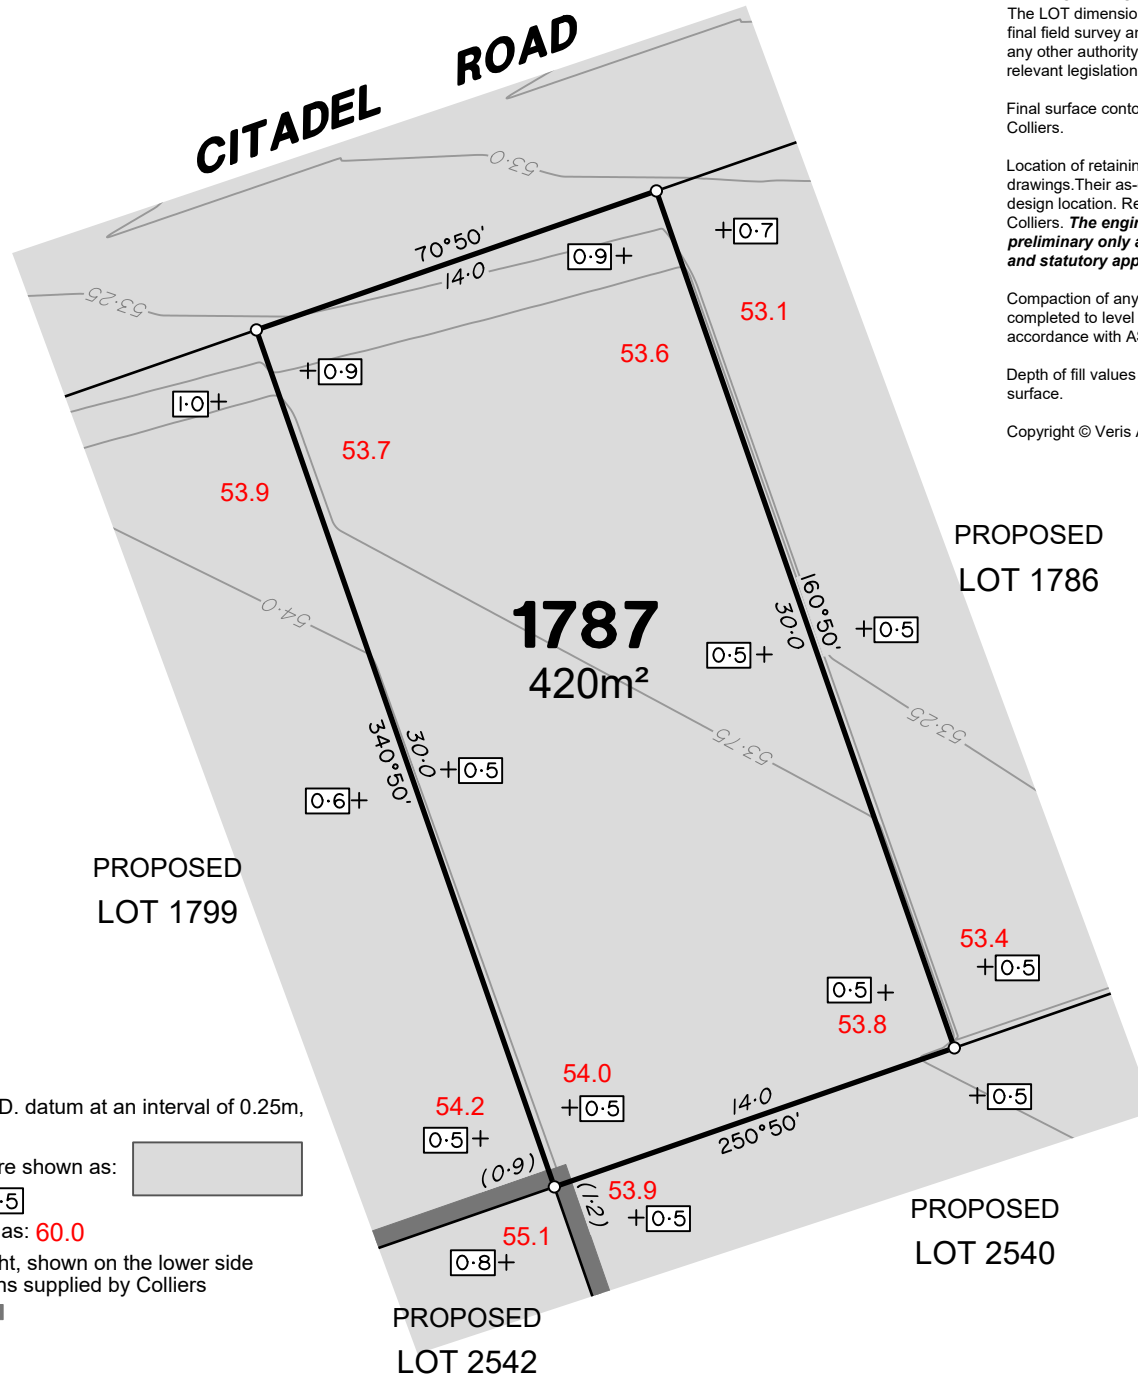 The LOT dimensio
final field survey ar
any other authority
relevant legislation
Final surface conto
Colliers.
Location of retainin
drawings.Their as-
design location. Re
Colliers. The engin
preliminary only a
and statutory app
Compaction of any
completed to level
accordance with A
Depth of fill values
surface.
Copyright © Veris A
CITADEL ROAD
53·0
53·25
70°50'
14·0
0·9
0·7
53.1
53.6
0·9
1·0
53.7
53.9
PROPOSED
LOT 1786
54·0
1787
420m²
160°50'
30·0
0·5
0·5
53·25
53·75
340°50'
30·0
0·5
0·6
PROPOSED
LOT 1799
53.4
0·5
0·5
53.8
54.0
0·5
54.2
0·5
14·0
250°50'
0·5
(0·9)
(1·2)
53.9
0·5
55.1
0·8
PROPOSED
LOT 2540
PROPOSED
LOT 2542
D. datum at an interval of 0.25m,
re shown as:
·5
as: 60.0
ht, shown on the lower side
ns supplied by Colliers